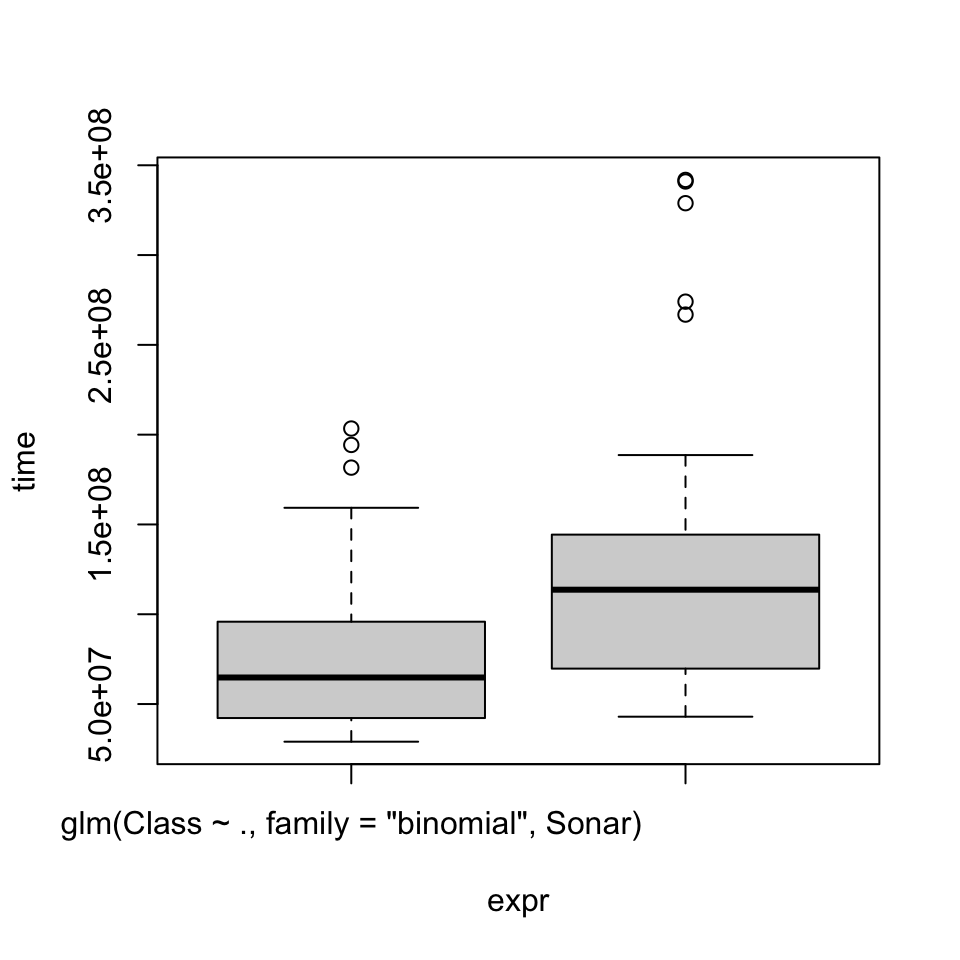 3.5e+08
2.5e+08
1.5e+08
5.0e+07
time
glm(Class ~ ., family = "binomial", Sonar)
expr